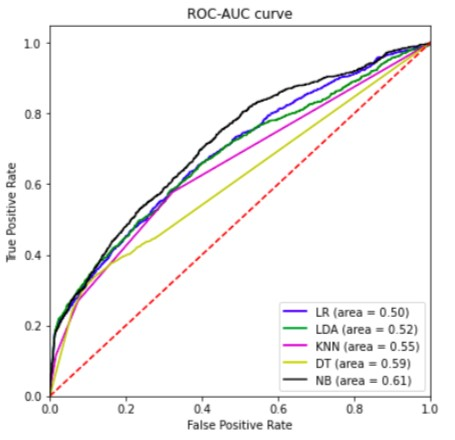 ROC-AUC curve
1.0
0.8
0.6
0.4
0.2
0.0
True Positive Rate
LR (area = 0.50)
LDA (area = 0.52)
KNN (area = 0.55)
DT (area = 0.59)
NB (area = 0.61)
0.0 0.2 0.4 0.6 0.8 1.0
False Positive Rate